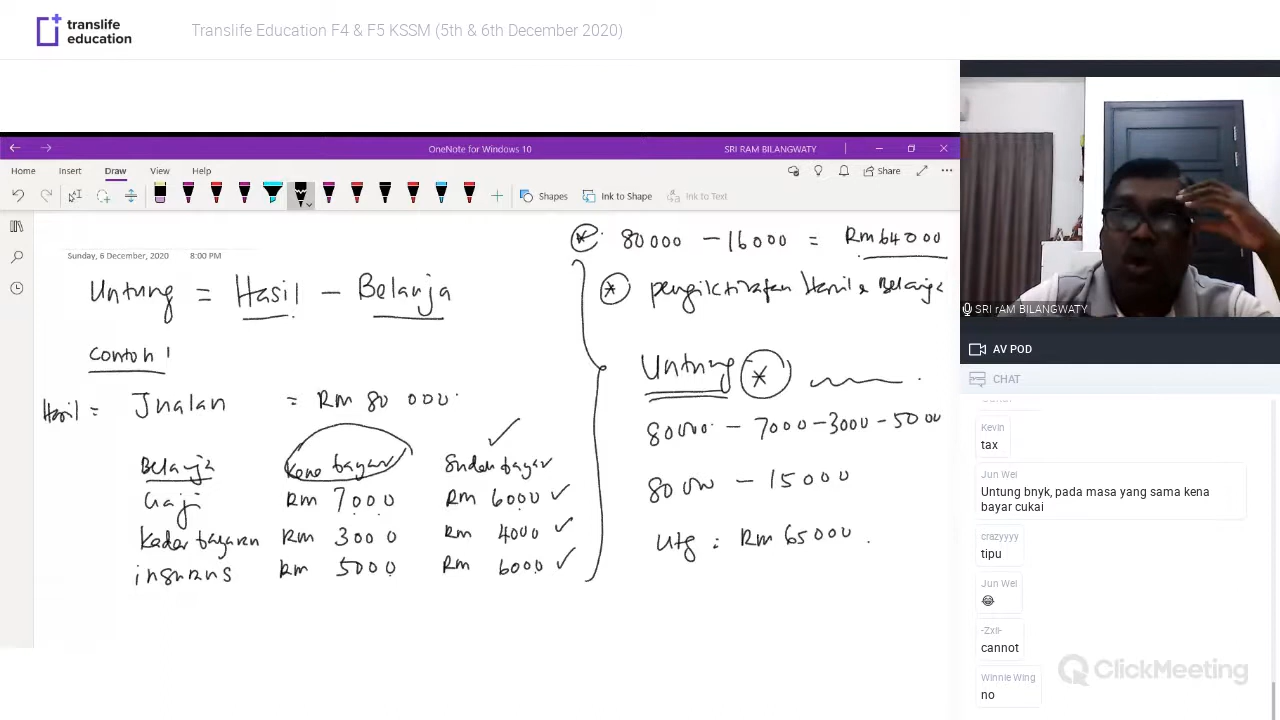 translife
education
Translife Education F4 & F5 KSSM (5th & 6th December 2020)
OneNote for Windows 10
SRI RAM BILANGWATY
Home Insert Draw View Help
Share
Shapes Ink to Shape Ink to Text
Sunday, 6 December, 2020 8:00 PM
Untung = Hasil - Belanja
Contoh 1
Hasil = Jualan = Rm 80 000.
Belanja Kena bayar Sudah bayar
Gaji Rm 7000 Rm 6000 ✓
Kadar bayaran Rm 3000 Rm 4000 ✓
insurans Rm 5000 Rm 6000 ✓
* 80000 - 16000 = Rm 64000
* pengiktirafan Hasil & Belanja
Untung *
80000 - 7000 - 3000 - 5000
80000 - 15000
utg : Rm 65000.
SRI rAM BILANGWATY
AV POD
CHAT
Kevin
tax
Jun Wei
Untung bnyk, pada masa yang sama kena
bayar cukai
crazyyyy
tipu
Jun Wei
😂
-Zxii-
cannot
Winnie Wing
no
ClickMeeting